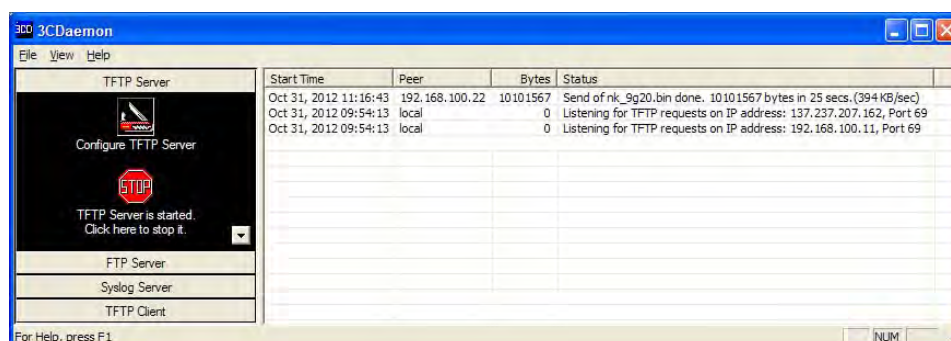 3CD 3CDaemon
File View Help
TFTP Server
Configure TFTP Server
STOP
TFTP Server is started.
Click here to stop it.
FTP Server
Syslog Server
TFTP Client
Start Time Peer Bytes Status
Oct 31, 2012 11:16:43 192.168.100.22 10101567 Send of nk_9g20.bin done. 10101567 bytes in 25 secs.(394 KB/sec)
Oct 31, 2012 09:54:13 local 0 Listening for TFTP requests on IP address: 137.237.207.162, Port 69
Oct 31, 2012 09:54:13 local 0 Listening for TFTP requests on IP address: 192.168.100.11, Port 69
For Help, press F1
NUM